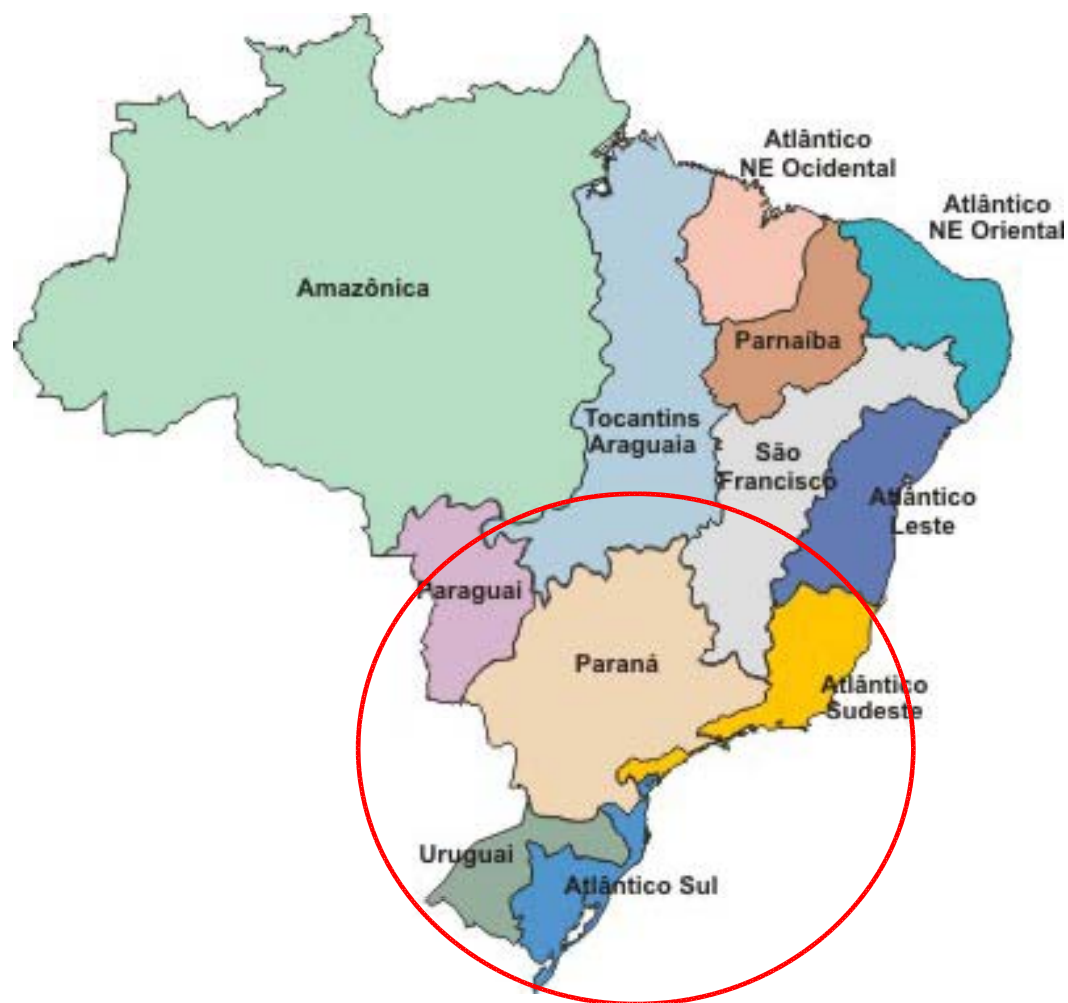 Atlântico
NE Ocidental
Atlântico
NE Oriental
Amazônica
Parnaíba
Tocantins
Araguaia
São
Francisco
Atlântico
Leste
Paraguai
Paraná
Atlântico
Sudeste
Uruguai
Atlântico Sul